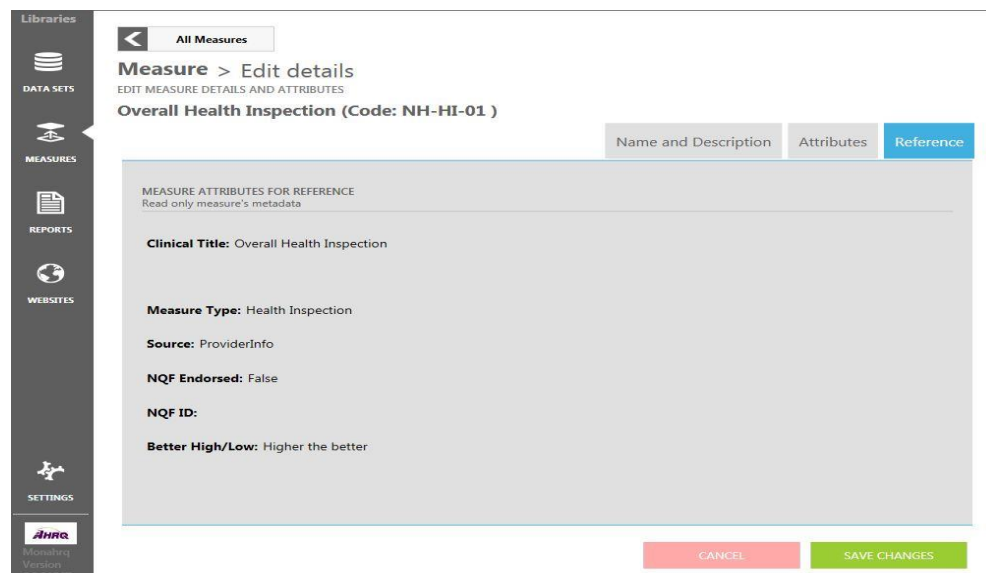 Libraries
DATA SETS
MEASURES
REPORTS
WEBSITES
SETTINGS
AHRQ
Monahrq
Version
All Measures
Measure > Edit details
EDIT MEASURE DETAILS AND ATTRIBUTES
Overall Health Inspection (Code: NH-HI-01 )
Name and Description Attributes Reference
MEASURE ATTRIBUTES FOR REFERENCE
Read only measure's metadata
Clinical Title: Overall Health Inspection
Measure Type: Health Inspection
Source: ProviderInfo
NQF Endorsed: False
NQF ID:
Better High/Low: Higher the better
CANCEL SAVE CHANGES